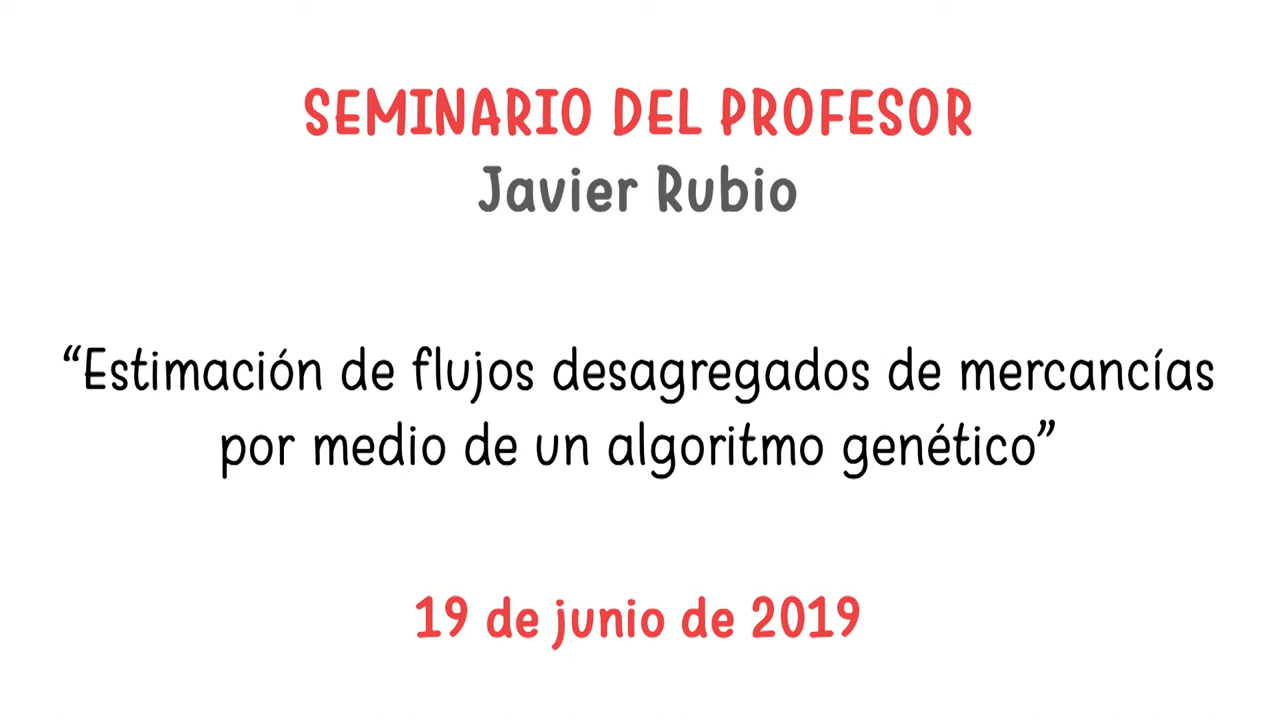 SEMINARIO DEL PROFESOR
Javier Rubio
“Estimación de flujos desagregados de mercancías
por medio de un algoritmo genético”
19 de junio de 2019